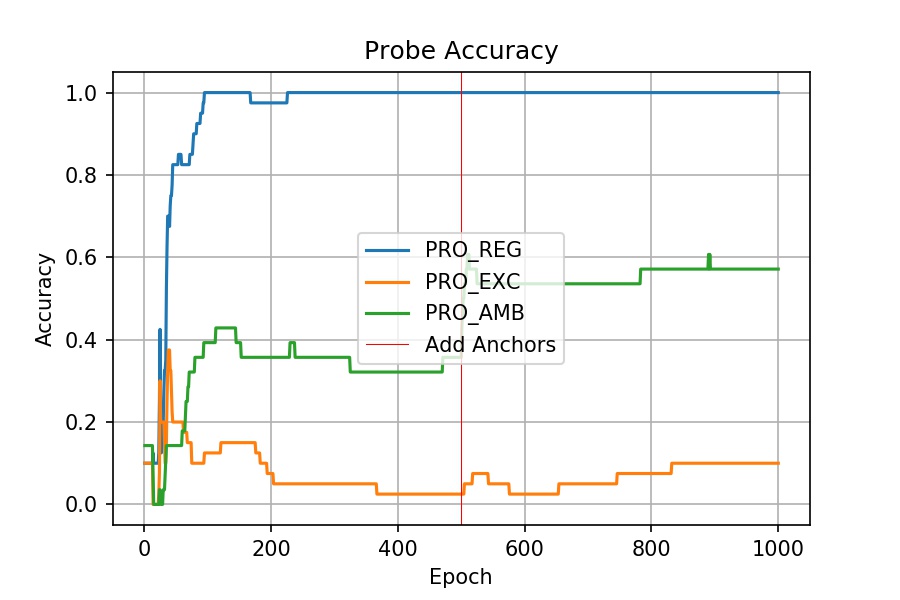 Probe Accuracy
1.0
0.8
0.6
0.4
0.2
0.0
Accuracy
PRO_REG
PRO_EXC
PRO_AMB
Add Anchors
0 200 400 600 800 1000
Epoch